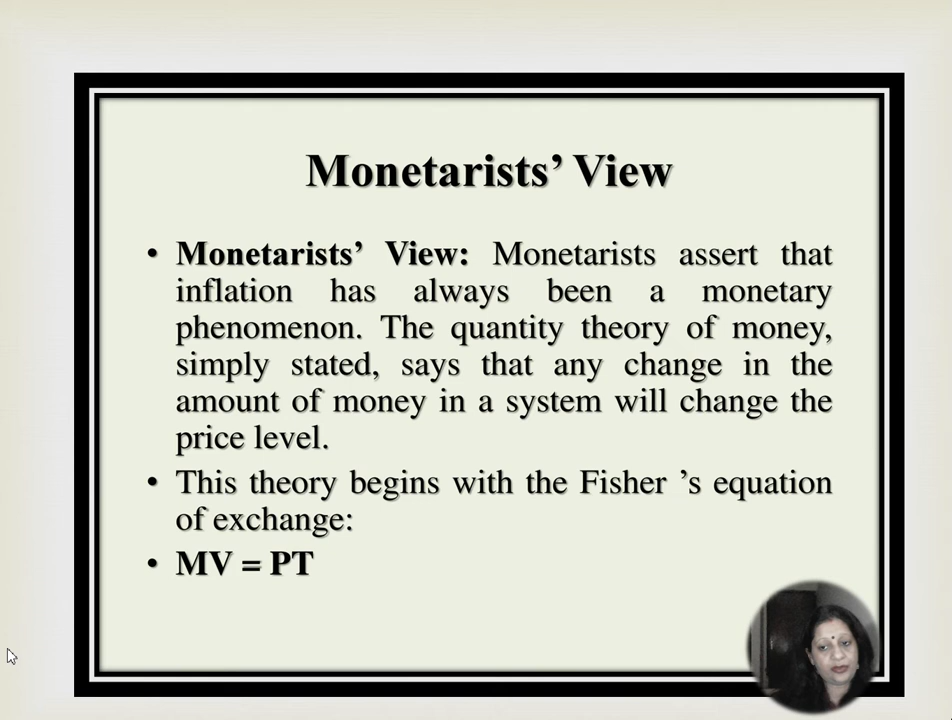 Monetarists' View
• Monetarists' View: Monetarists assert that
inflation has always been a monetary
phenomenon. The quantity theory of money,
simply stated, says that any change in the
amount of money in a system will change the
price level.
• This theory begins with the Fisher 's equation
of exchange:
• MV = PT